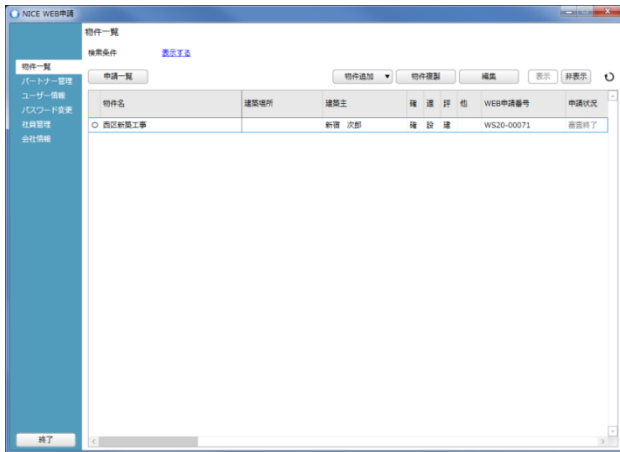 NICE WEB申請
物件一覧
検索条件 表示する
物件一覧
パートナー管理
ユーザー情報
パスワード変更
社員管理
会社情報
申請一覧 物件追加 ▼ 物件複製 編集 表示 非表示
物件名 建築場所 建築主 確 適 評 他 WEB申請番号 申請状況
○ 西区新築工事 新宿 次郎 確 設 建 WS20-00071 審査終了
終了